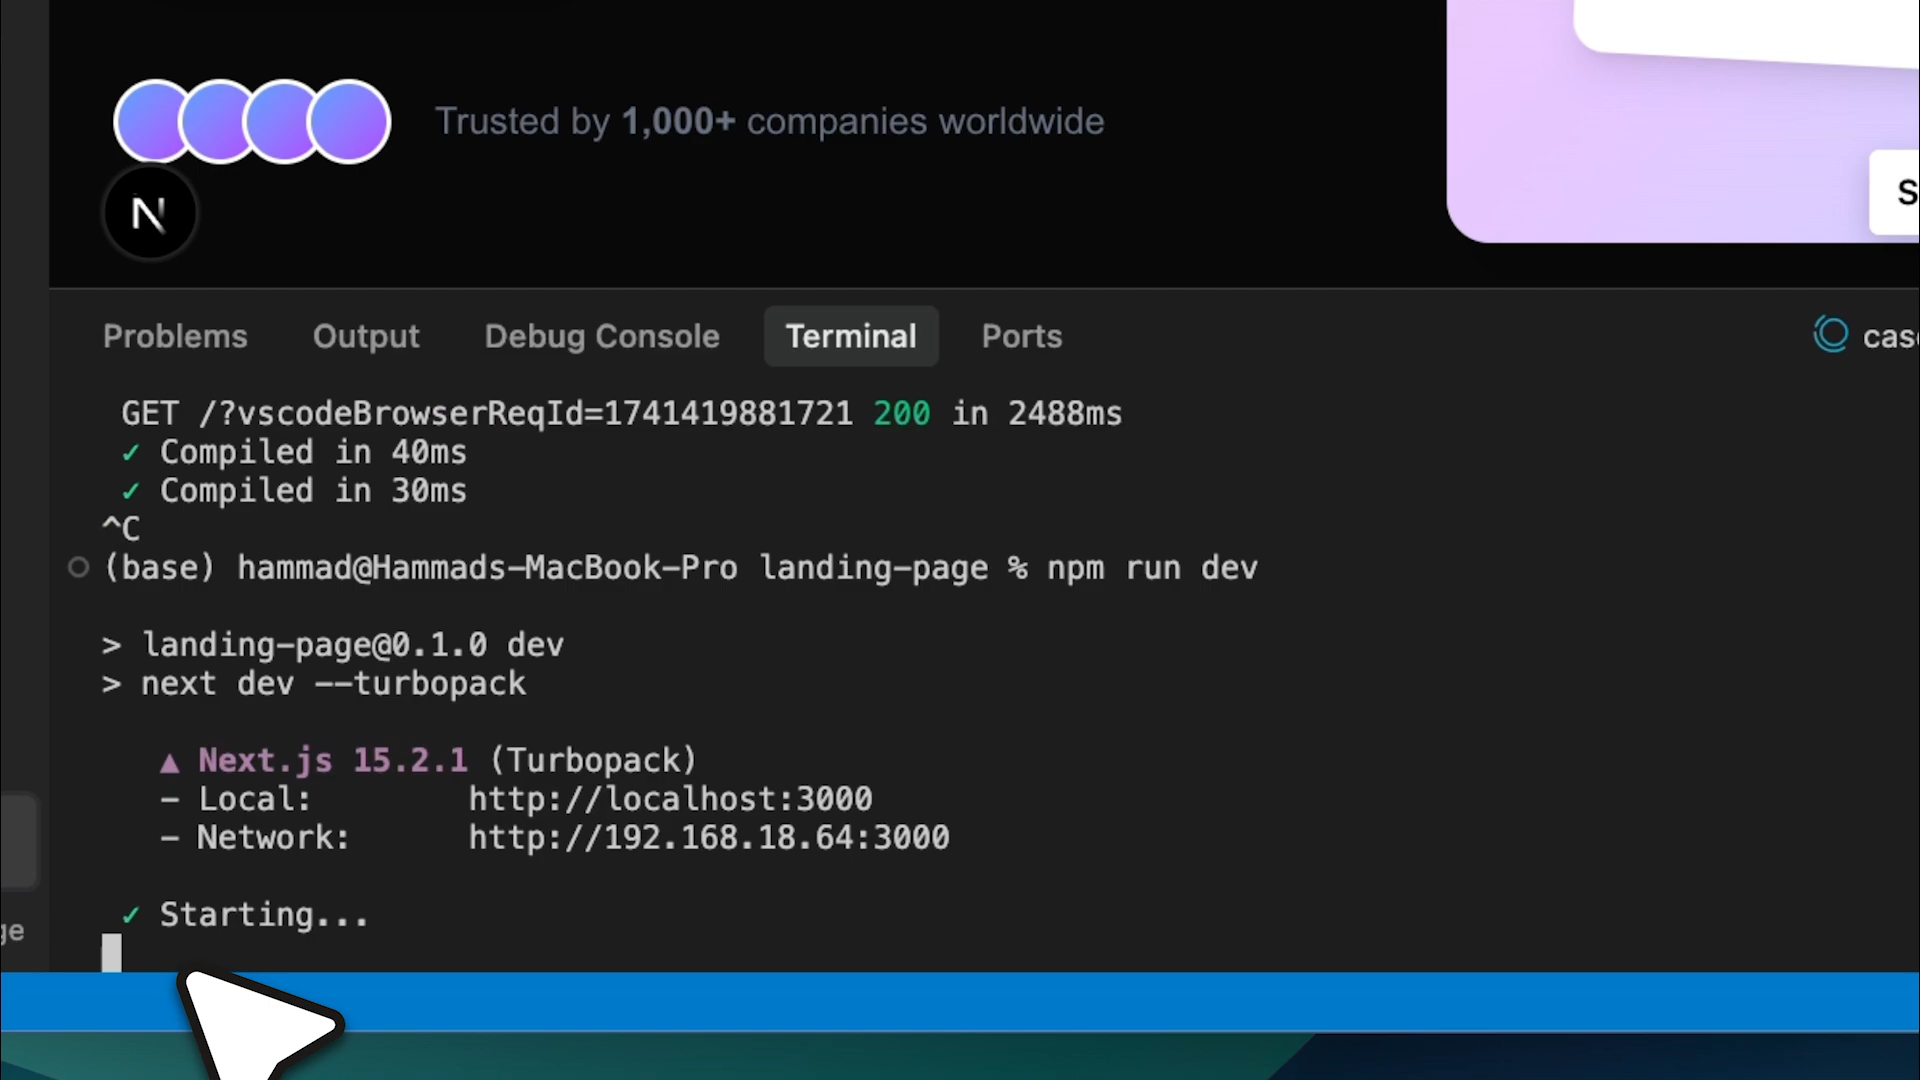 Trusted by 1,000+ companies worldwide
N
S
Problems Output Debug Console Terminal Ports cas
GET /?vscodeBrowserReqId=1741419881721 200 in 2488ms
✓ Compiled in 40ms
✓ Compiled in 30ms
^C
(base) hammad@Hammads-MacBook-Pro landing-page % npm run dev
> landing-page@0.1.0 dev
> next dev --turbopack
▲ Next.js 15.2.1 (Turbopack)
- Local: http://localhost:3000
- Network: http://192.168.18.64:3000
✓ Starting...
ge